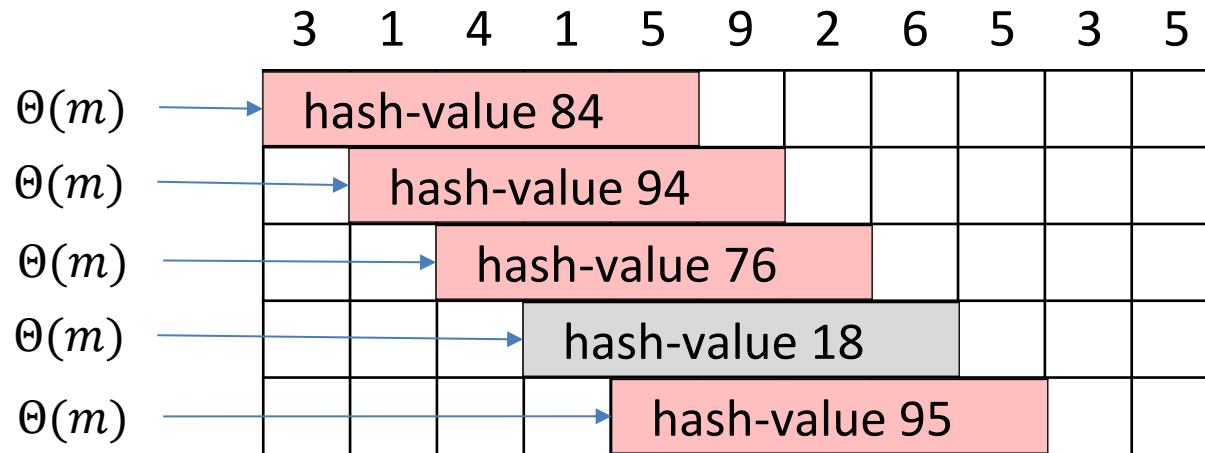 3 1 4 1 5 9 2 6 5 3 5
Θ(m) hash-value 84
Θ(m) hash-value 94
Θ(m) hash-value 76
Θ(m) hash-value 18
Θ(m) hash-value 95